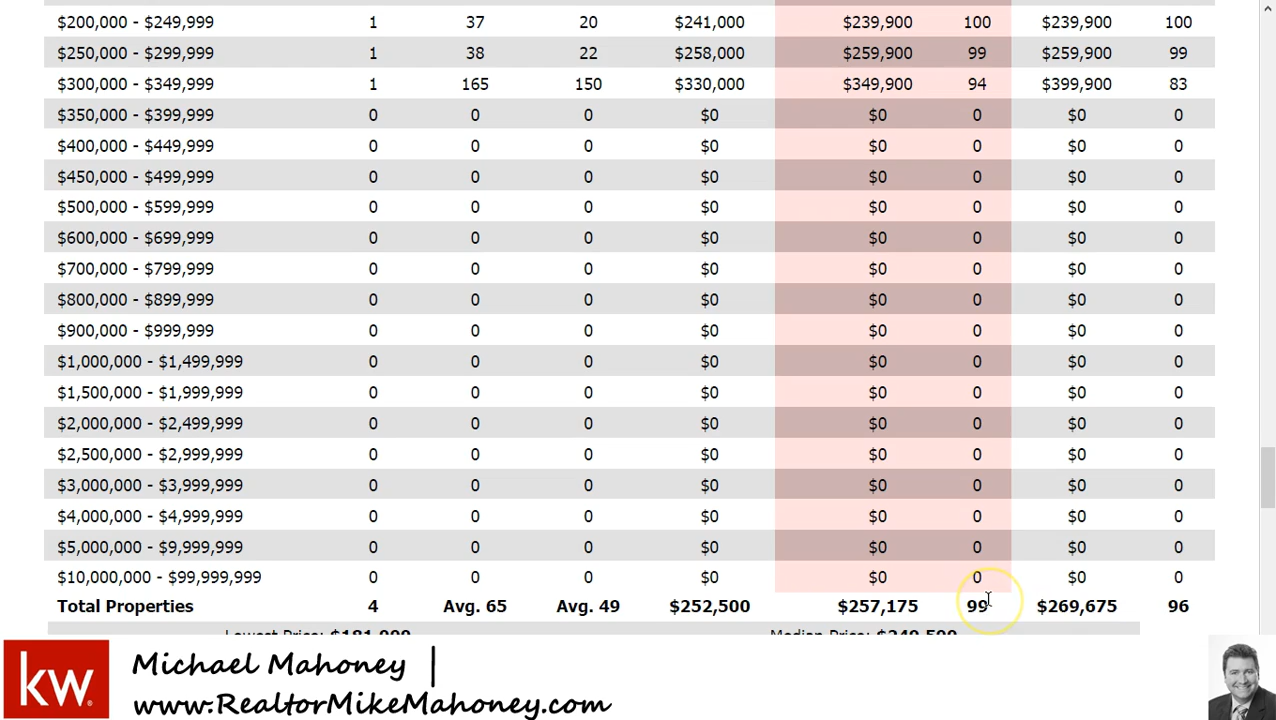 $200,000 - $249,999 1 37 20 $241,000 $239,900 100 $239,900 100
$250,000 - $299,999 1 38 22 $258,000 $259,900 99 $259,900 99
$300,000 - $349,999 1 165 150 $330,000 $349,900 94 $399,900 83
$350,000 - $399,999 0 0 0 $0 $0 0 $0 0
$400,000 - $449,999 0 0 0 $0 $0 0 $0 0
$450,000 - $499,999 0 0 0 $0 $0 0 $0 0
$500,000 - $599,999 0 0 0 $0 $0 0 $0 0
$600,000 - $699,999 0 0 0 $0 $0 0 $0 0
$700,000 - $799,999 0 0 0 $0 $0 0 $0 0
$800,000 - $899,999 0 0 0 $0 $0 0 $0 0
$900,000 - $999,999 0 0 0 $0 $0 0 $0 0
$1,000,000 - $1,499,999 0 0 0 $0 $0 0 $0 0
$1,500,000 - $1,999,999 0 0 0 $0 $0 0 $0 0
$2,000,000 - $2,499,999 0 0 0 $0 $0 0 $0 0
$2,500,000 - $2,999,999 0 0 0 $0 $0 0 $0 0
$3,000,000 - $3,999,999 0 0 0 $0 $0 0 $0 0
$4,000,000 - $4,999,999 0 0 0 $0 $0 0 $0 0
$5,000,000 - $9,999,999 0 0 0 $0 $0 0 $0 0
$10,000,000 - $99,999,999 0 0 0 $0 $0 0 $0 0
Total Properties 4 Avg. 65 Avg. 49 $252,500 $257,175 99 $269,675 96
Lowest Price: $181,000 Median Price: $249,500
kw Michael Mahoney |
www.RealtorMikeMahoney.com